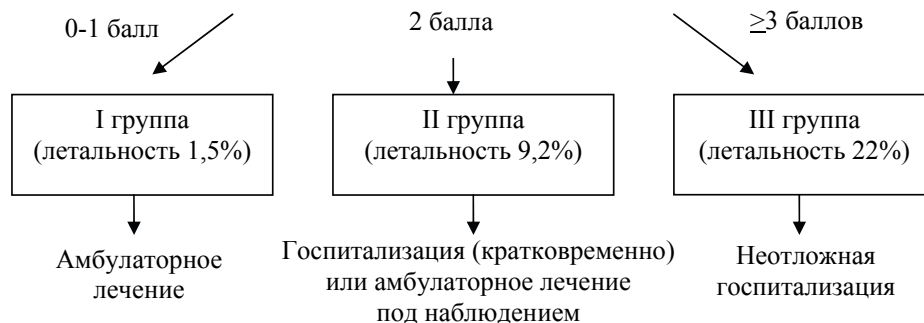 0-1 балл
2 балла
≥3 баллов
I группа
(летальность 1,5%)
II группа
(летальность 9,2%)
III группа
(летальность 22%)
Амбулаторное
лечение
Госпитализация (кратковременно)
или амбулаторное лечение
под наблюдением
Неотложная
госпитализация